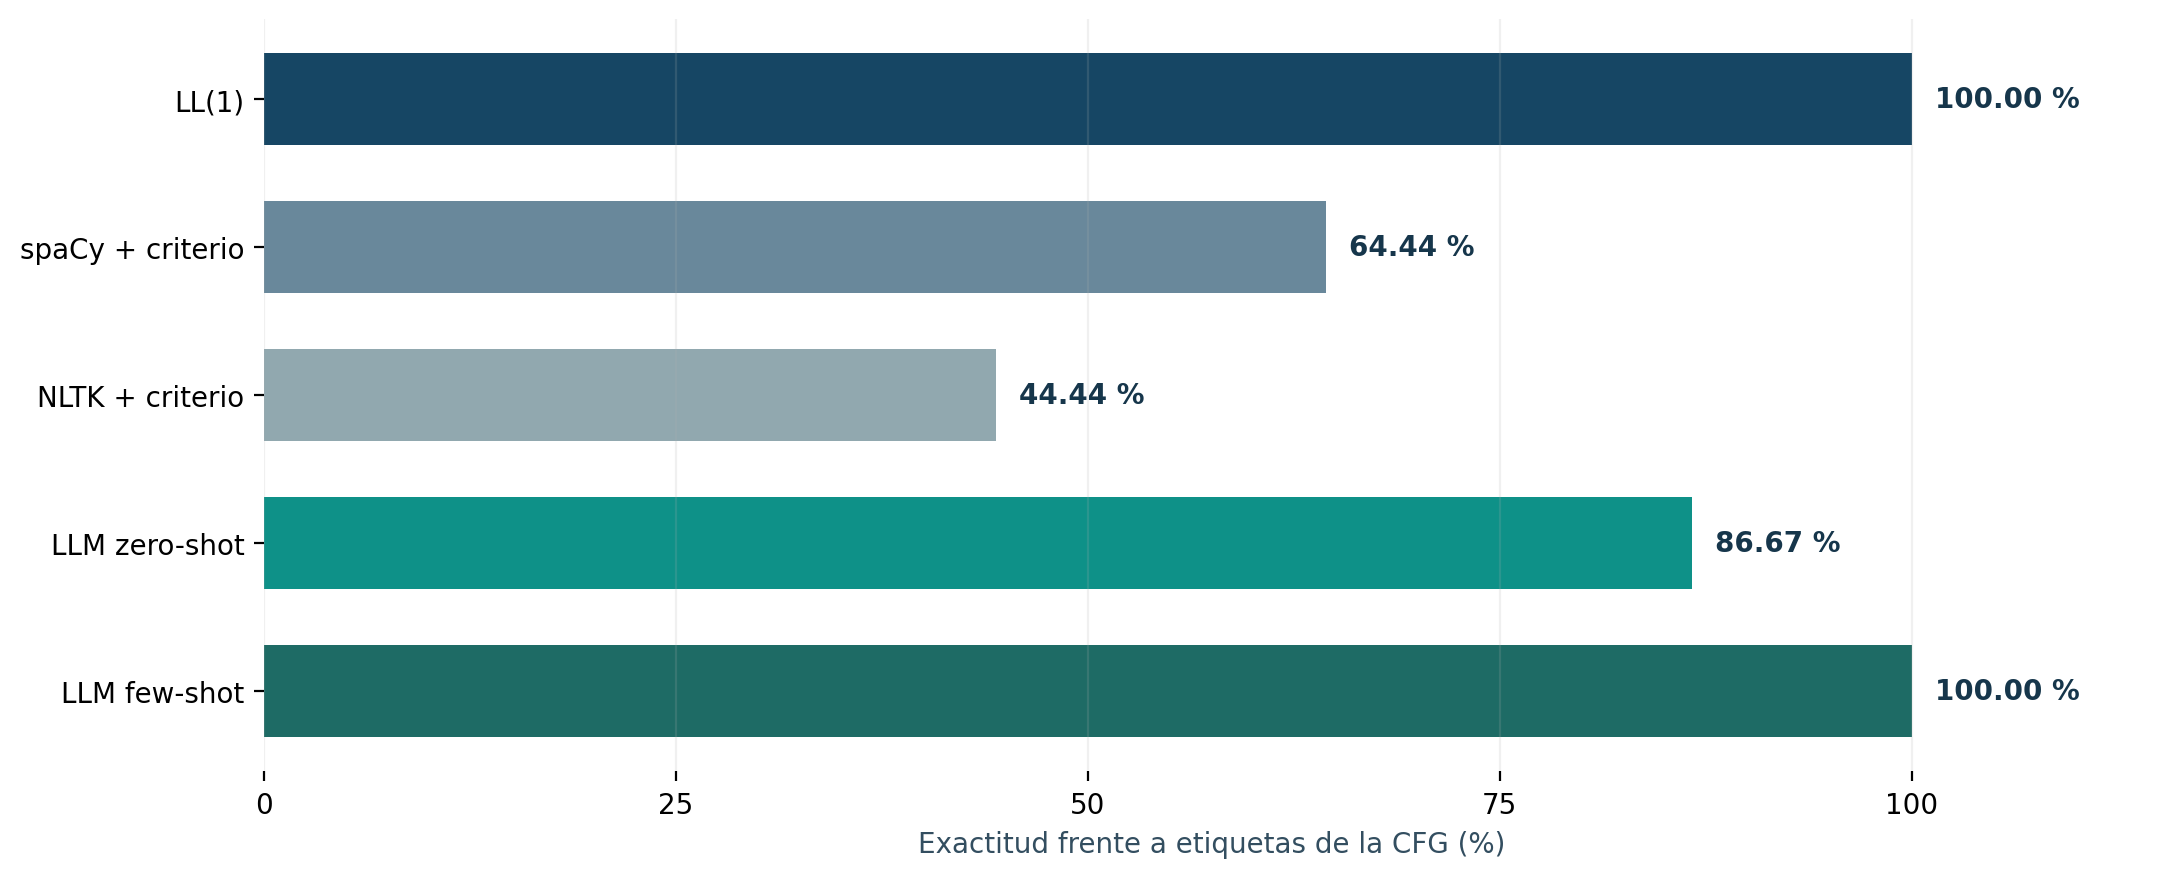 LL(1)
100.00 %
spaCy + criterio
64.44 %
NLTK + criterio
44.44 %
LLM zero-shot
86.67 %
LLM few-shot
100.00 %
0 25 50 75 100
Exactitud frente a etiquetas de la CFG (%)